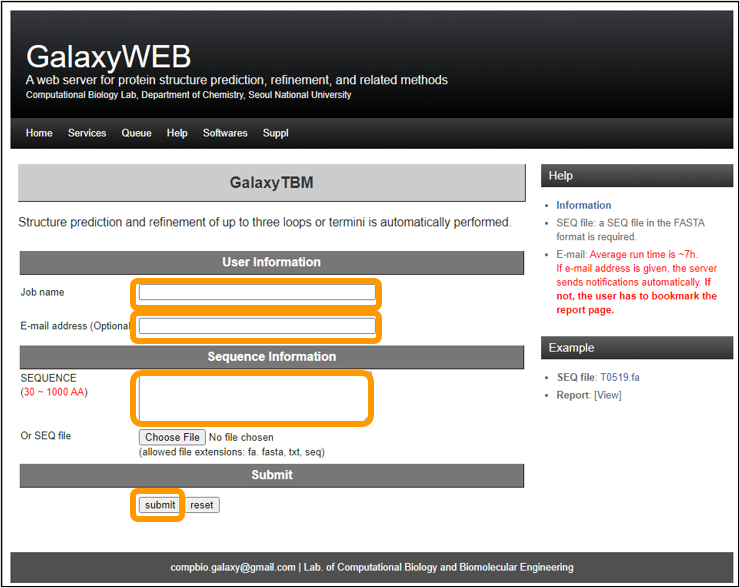 GalaxyWEB
A web server for protein structure prediction, refinement, and related methods
Computational Biology Lab, Department of Chemistry, Seoul National University
Home Services Queue Help Softwares Suppl
GalaxyTBM
Structure prediction and refinement of up to three loops or termini is automatically performed.
User Information
Job name
E-mail address (Optional
Sequence Information
SEQUENCE
(30 ~ 1000 AA)
Or SEQ file
Choose File No file chosen
(allowed file extensions: fa. fasta, txt, seq)
Submit
submit reset
Help
Information
SEQ file: a SEQ file in the FASTA
format is required.
E-mail: Average run time is ~7h.
If e-mail address is given, the server
sends notifications automatically. If
not, the user has to bookmark the
report page.
Example
SEQ file: T0519.fa
Report: [View]
compbio.galaxy@gmail.com | Lab. of Computational Biology and Biomolecular Engineering